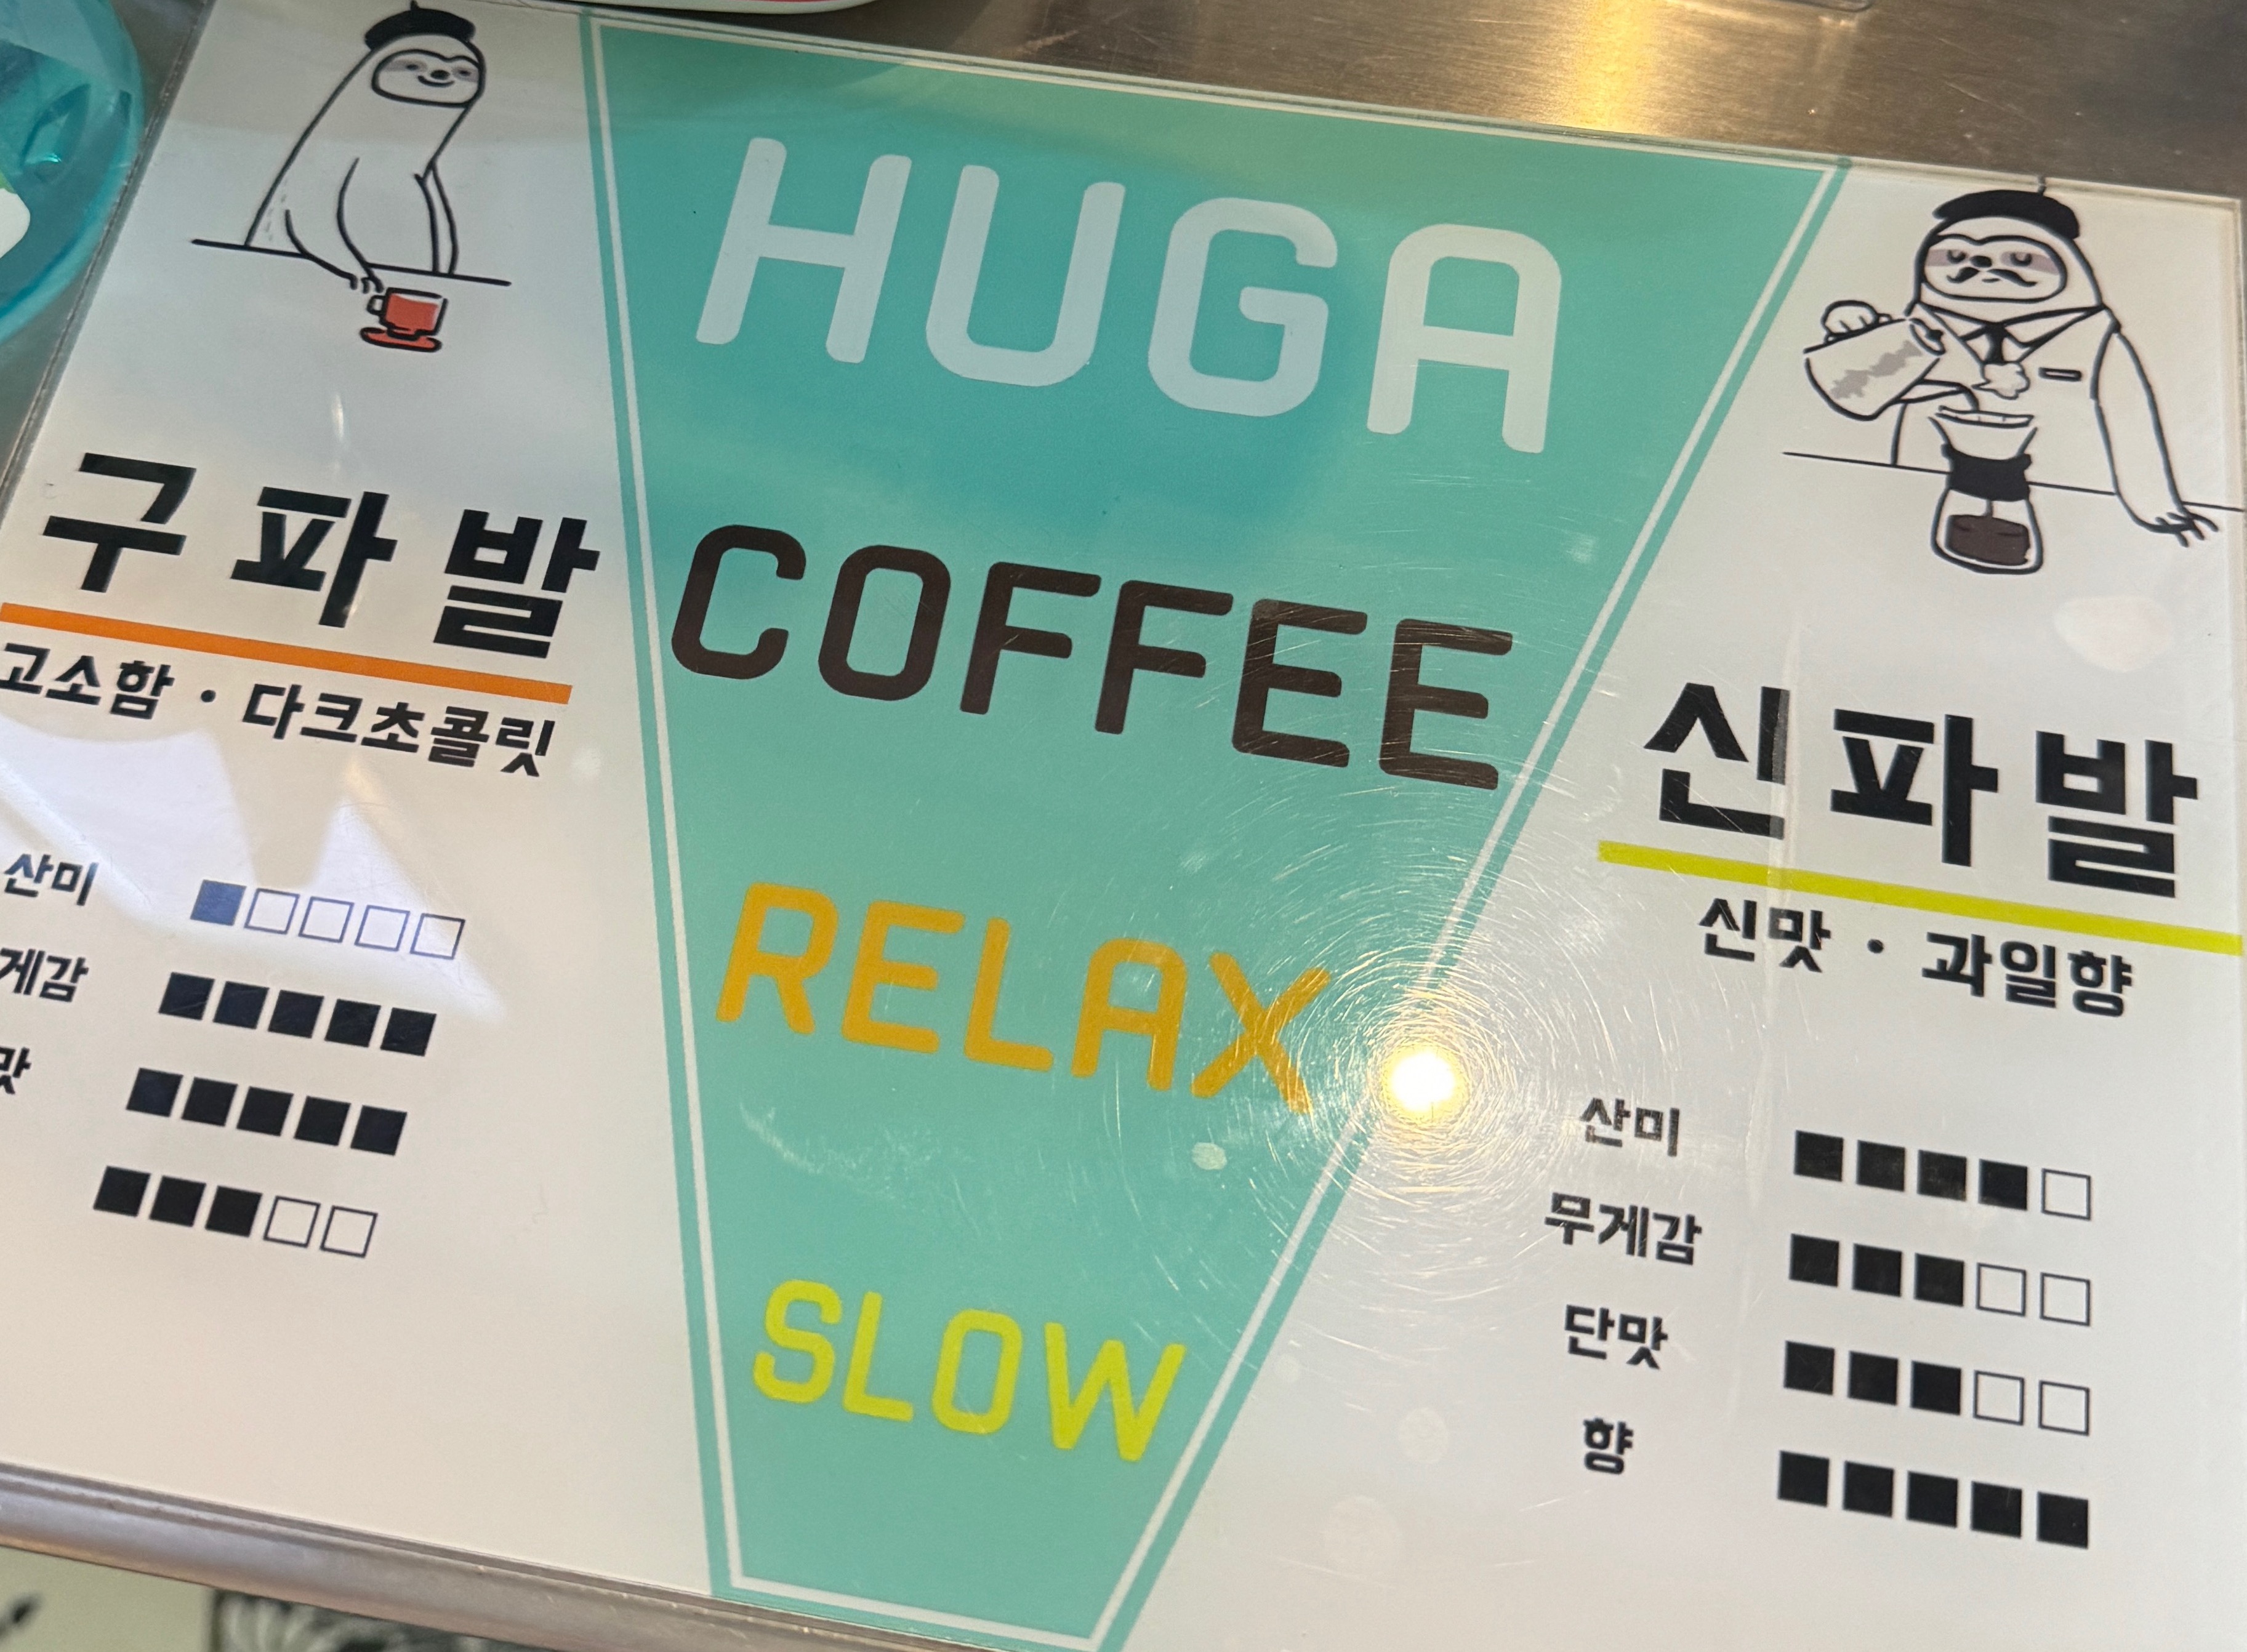 구파발
고소함 · 다크초콜릿
산미 ■□□□□
게감 ■■■■■
맛 ■■■■■
■■■□□
HUGA
COFFEE
RELAX
SLOW
신파발
신맛 · 과일향
산미 ■■■■□
무게감 ■■■□□
단맛 ■■■□□
향 ■■■■■